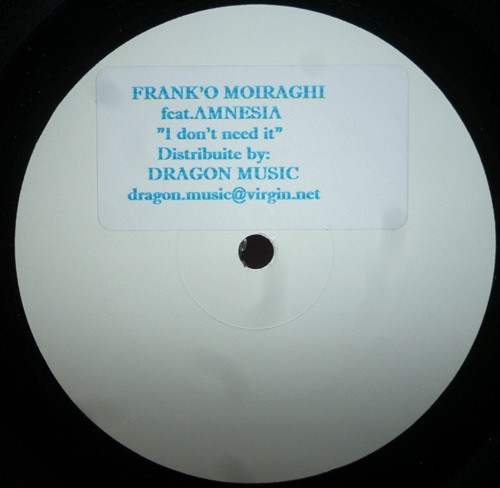 FRANK'O MOIRAGHI
feat.AMNESIA
"I don't need it"
Distribuite by:
DRAGON MUSIC
dragon.music@virgin.net